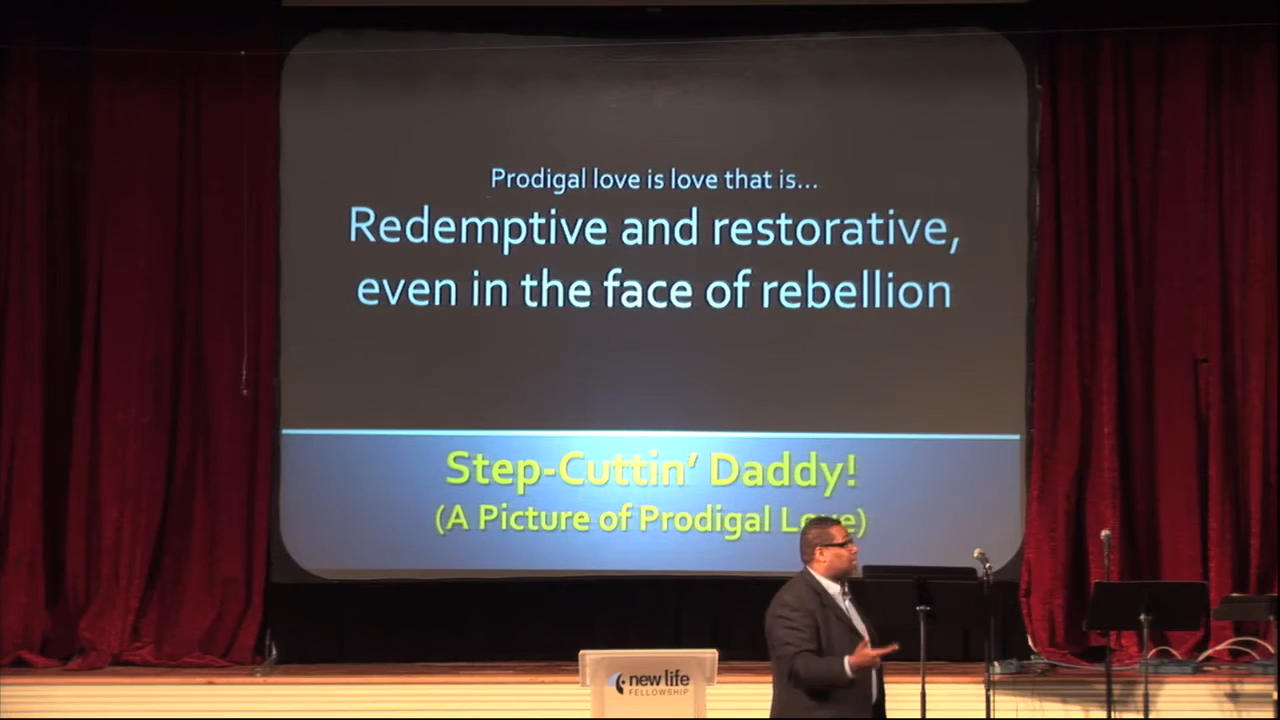 Prodigal love is love that is...
Redemptive and restorative,
even in the face of rebellion
Step-Cuttin' Daddy!
(A Picture of Prodigal Love)
new life
FELLOWSHIP